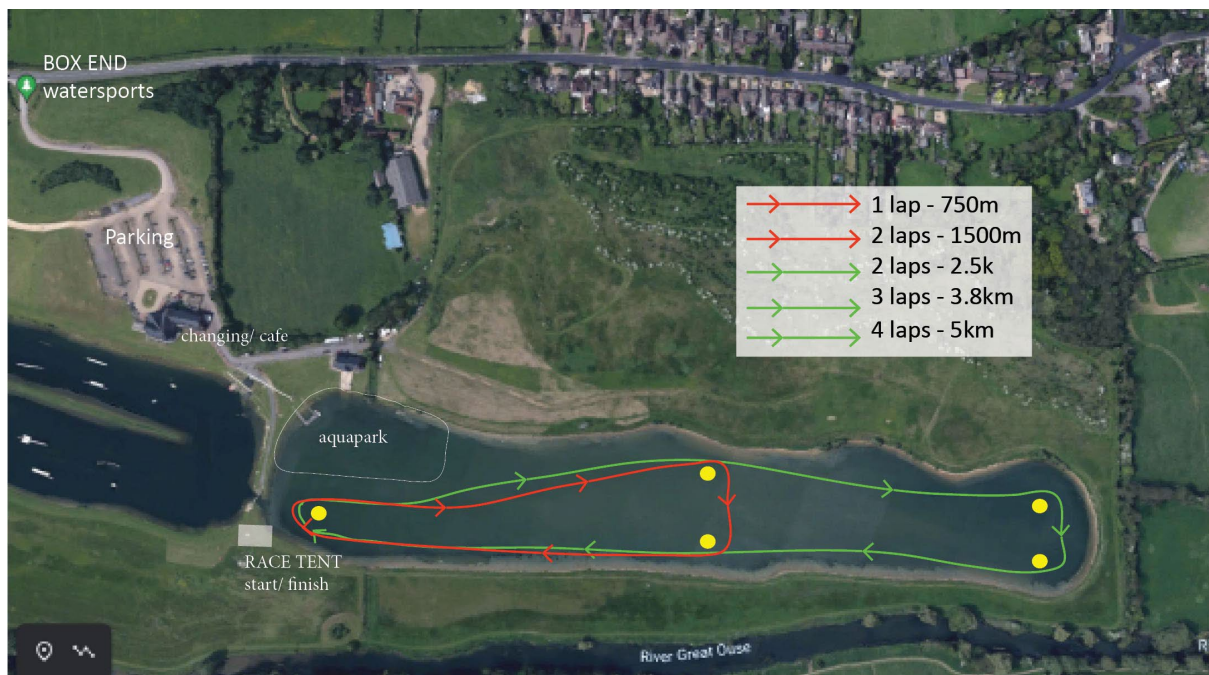 BOX END
watersports
Parking
changing/ cafe
aquapark
1 lap - 750m
2 laps - 1500m
2 laps - 2.5k
3 laps - 3.8km
4 laps - 5km
RACE TENT
start/ finish
River Great Ouse
R